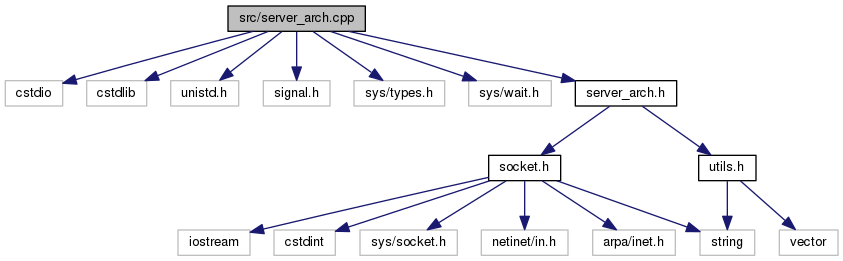 src/server_arch.cpp
cstdio
cstdlib
unistd.h
signal.h
sys/types.h
sys/wait.h
server_arch.h
socket.h
utils.h
iostream
cstdint
sys/socket.h
netinet/in.h
arpa/inet.h
string
vector